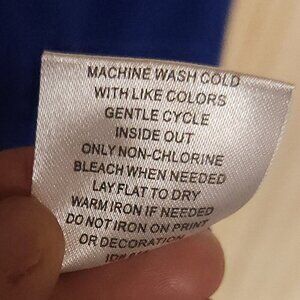 MACHINE WASH COLD
WITH LIKE COLORS
GENTLE CYCLE
INSIDE OUT
ONLY NON-CHLORINE
BLEACH WHEN NEEDED
LAY FLAT TO DRY
WARM IRON IF NEEDED
DO NOT IRON ON PRINT
OR DECORATION